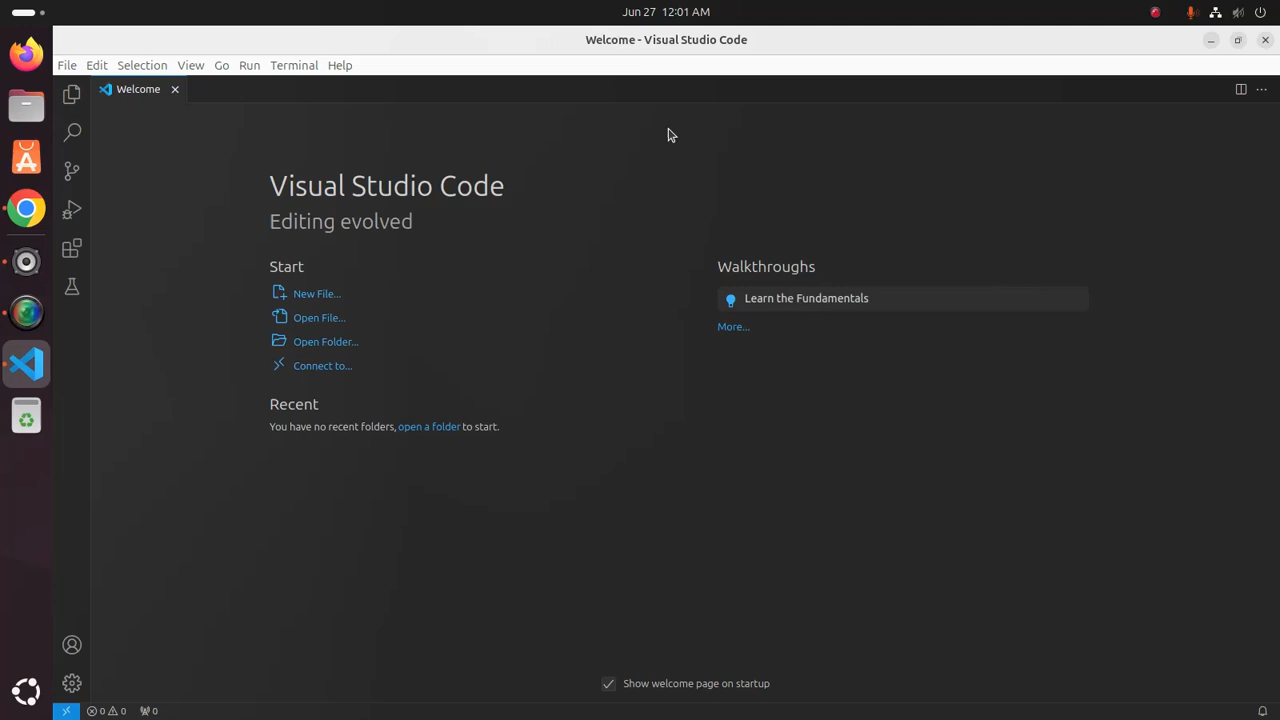 Jun 27 12:01 AM
Welcome - Visual Studio Code
File Edit Selection View Go Run Terminal Help
Welcome
Visual Studio Code
Editing evolved
Start
New File...
Open File...
Open Folder...
Connect to...
Recent
You have no recent folders, open a folder to start.
Walkthroughs
Learn the Fundamentals
More...
Show welcome page on startup
0 0 0